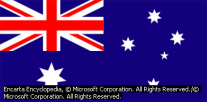 Encarta Encyclopedia, © Microsoft Corporation. All Rights Reserved./©
Microsoft Corporation. All Rights Reserved.